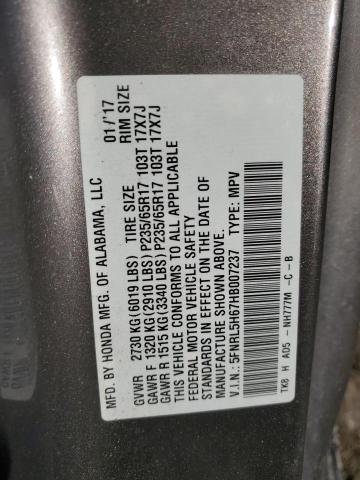 MFD. BY HONDA MFG. OF ALABAMA, LLC 01/'17
TIRE SIZE RIM SIZE
GVWR 2730 KG(6019 LBS)
GAWR F 1320 KG(2910 LBS) P235/65R17 103T 17X7J
GAWR R 1515 KG(3340 LBS) P235/65R17 103T 17X7J
THIS VEHICLE CONFORMS TO ALL APPLICABLE
FEDERAL MOTOR VEHICLE SAFETY
STANDARDS IN EFFECT ON THE DATE OF
MANUFACTURE SHOWN ABOVE.
V.I.N.: 5FNRL5H67HB007237 TYPE: MPV
TK8 H AD5 -NH777M -C -B